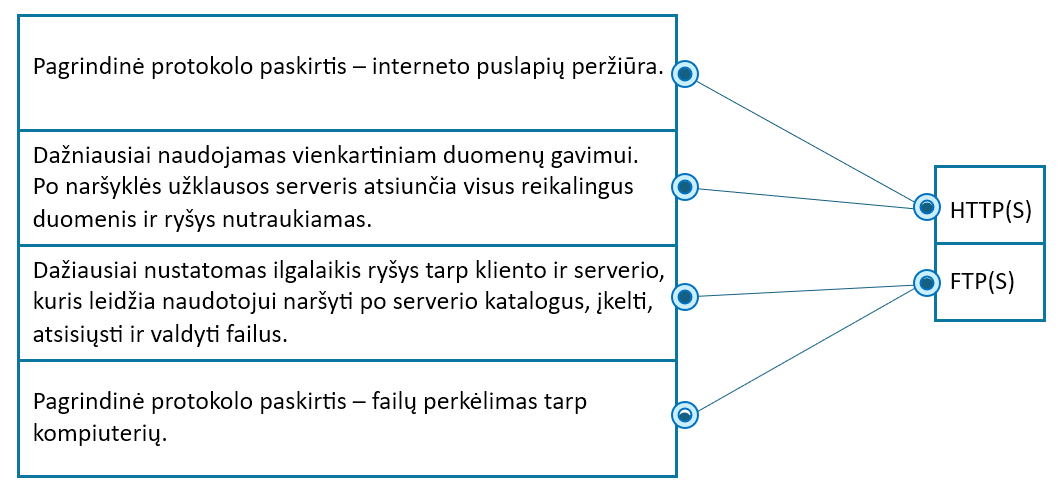 Pagrindinė protokolo paskirtis – interneto puslapių peržiūra.
Dažniausiai naudojamas vienkartiniam duomenų gavimui.
Po naršyklės užklausos serveris atsiunčia visus reikalingus
duomenis ir ryšys nutraukiamas.
Dažiausiai nustatomas ilgalaikis ryšys tarp kliento ir serverio,
kuris leidžia naudotojui naršyti po serverio katalogus, įkelti,
atsisiųsti ir valdyti failus.
Pagrindinė protokolo paskirtis – failų perkėlimas tarp
kompiuterių.
HTTP(S)
FTP(S)